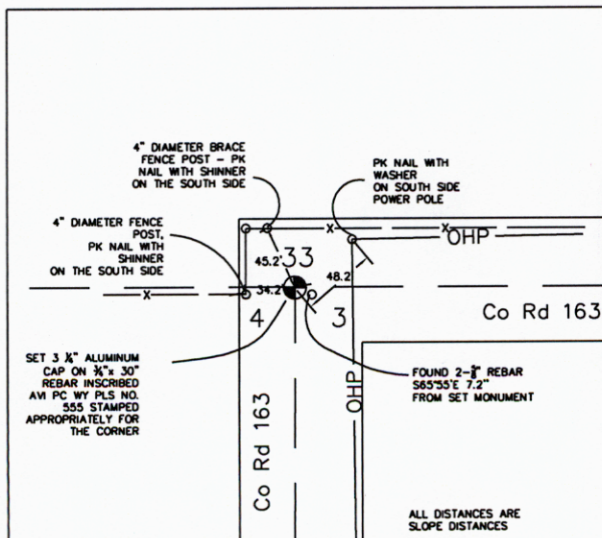 4" DIAMETER BRACE
FENCE POST - PK
NAIL WITH SHINNER
ON THE SOUTH SIDE
PK NAIL WITH
WASHER
ON SOUTH SIDE
POWER POLE
4" DIAMETER FENCE
POST,
PK NAIL WITH
SHINNER
ON THE SOUTH SIDE
x
x
OHP
45.2'
33
48.2
34.2'
x
4
3
Co Rd 163
SET 3 ¼" ALUMINUM
CAP ON ¾"x 30"
REBAR INSCRIBED
AVI PC WY PLS NO.
555 STAMPED
APPROPRIATELY FOR
THE CORNER
FOUND 2- REBAR
S65°55'E 7.2"
FROM SET MONUMENT
OHP
Co Rd 163
ALL DISTANCES ARE
SLOPE DISTANCES